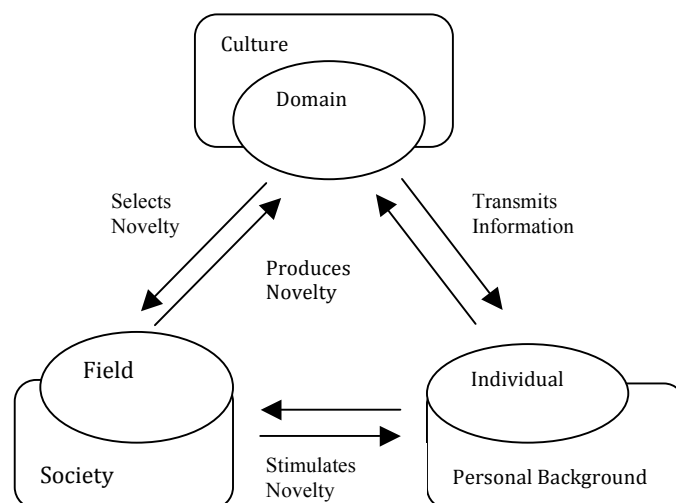 Culture
Domain
Selects
Novelty
Transmits
Information
Produces
Novelty
Field
Individual
Society
Stimulates
Novelty
Personal Background